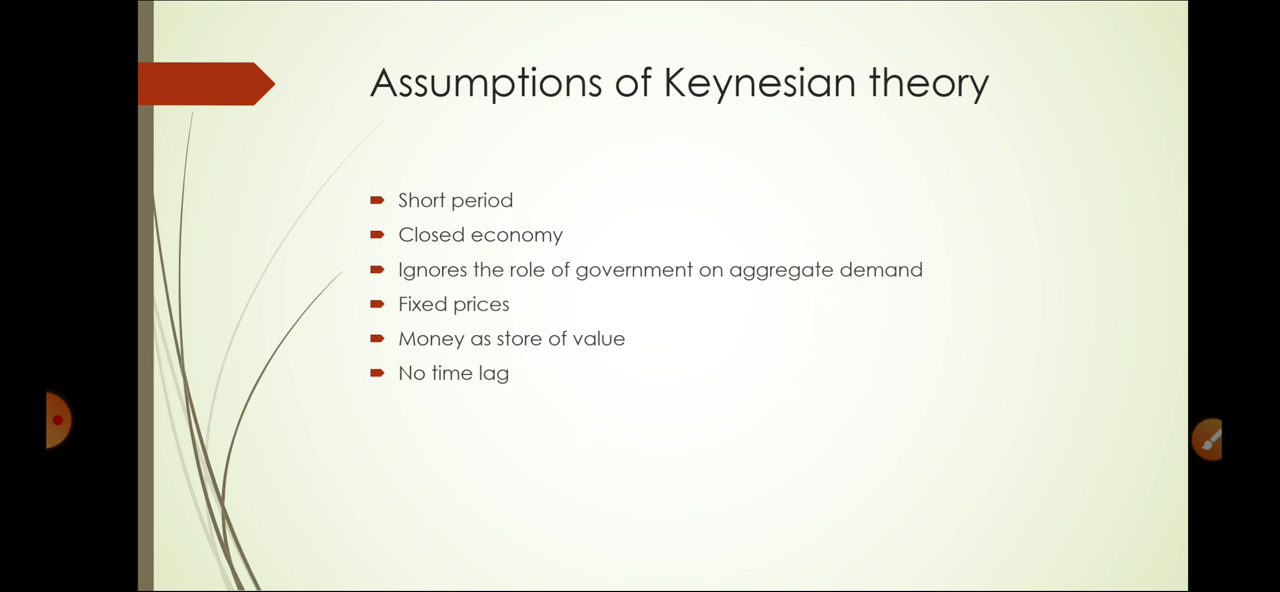 Assumptions of Keynesian theory
Short period
Closed economy
Ignores the role of government on aggregate demand
Fixed prices
Money as store of value
No time lag